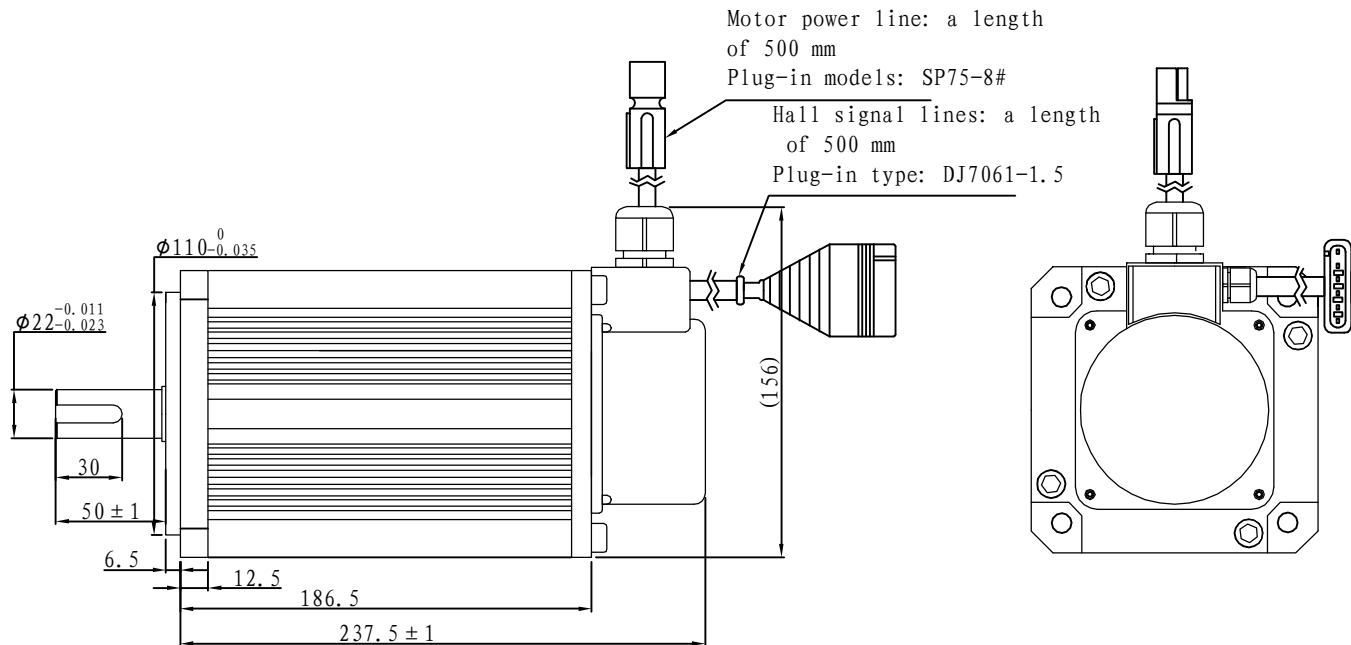 Motor power line: a length
of 500 mm
Plug-in models: SP75-8#
Hall signal lines: a length
of 500 mm
Plug-in type: DJ7061-1.5
ϕ110 0 -0.035
ϕ22 -0.011 -0.023
(156)
30
50±1
6.5
12.5
186.5
237.5±1